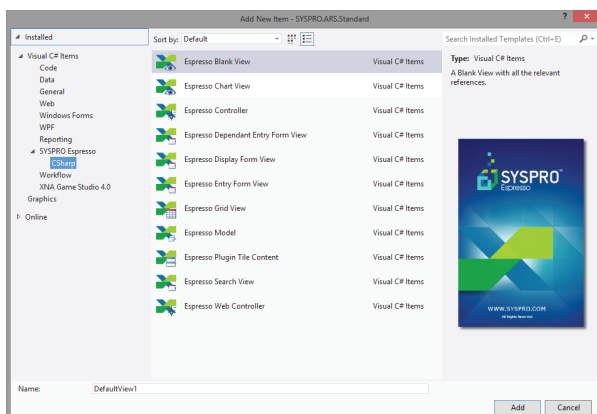 Add New Item - SYSPRO.ARS.Standard
? x
Installed
Sort by: Default
Search Installed Templates (Ctrl+E)
Visual C# Items
Code
Data
General
Web
Windows Forms
WPF
Reporting
SYSPRO Espresso
CSharp
Workflow
XNA Game Studio 4.0
Graphics
Online
Espresso Blank View Visual C# Items
Espresso Chart View Visual C# Items
Espresso Controller Visual C# Items
Espresso Dependant Entry Form View Visual C# Items
Espresso Display Form View Visual C# Items
Espresso Entry Form View Visual C# Items
Espresso Grid View Visual C# Items
Espresso Model Visual C# Items
Espresso Plugin Tile Content Visual C# Items
Espresso Search View Visual C# Items
Espresso Web Controller Visual C# Items
Type: Visual C# Items
A Blank View with all the relevant
references.
SYSPRO™
Espresso
WWW.SYSPRO.COM
All Rights Reserved.
Name: DefaultView1
Add Cancel